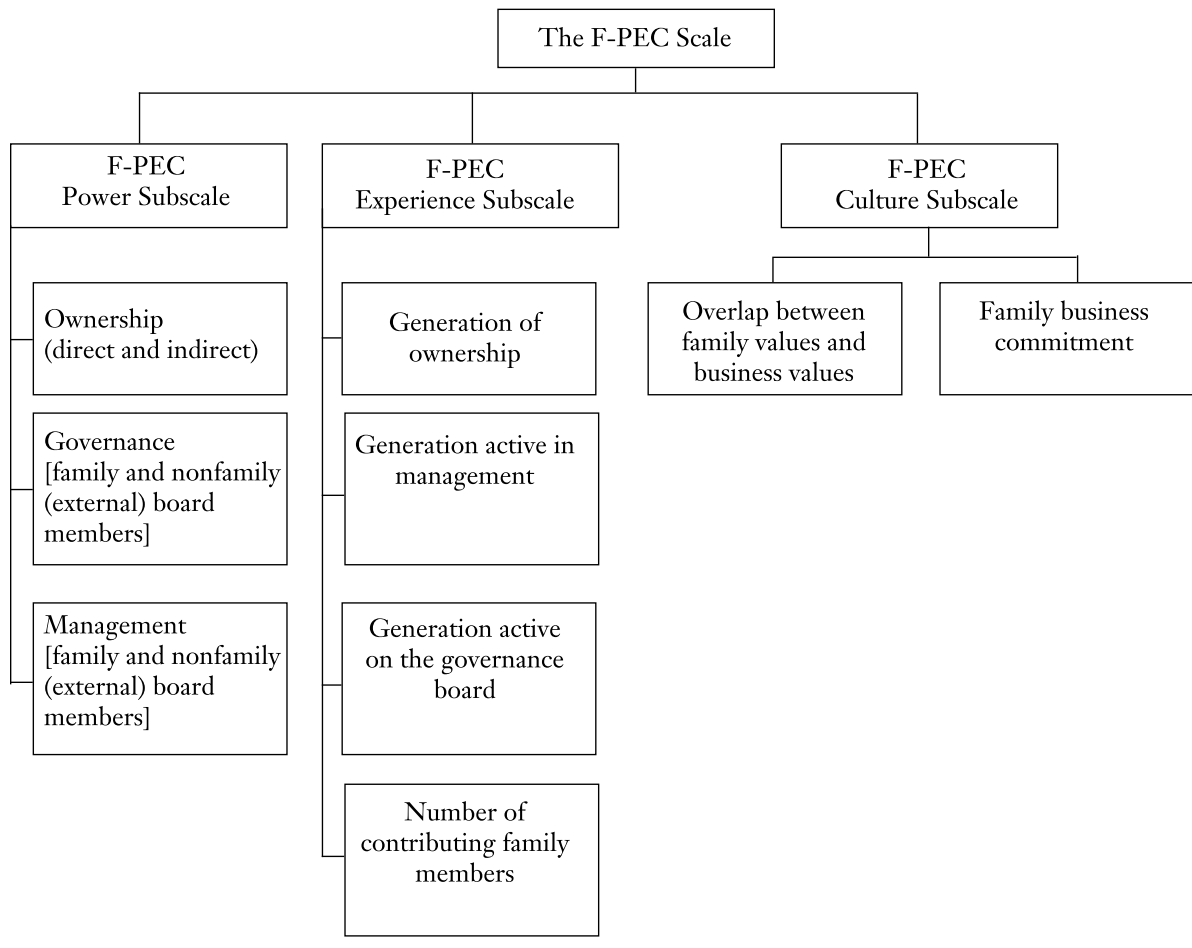 The F-PEC Scale
F-PEC
Power Subscale
F-PEC
Experience Subscale
F-PEC
Culture Subscale
Ownership
(direct and indirect)
Governance
[family and nonfamily
(external) board
members]
Management
[family and nonfamily
(external) board
members]
Generation of
ownership
Generation active in
management
Generation active
on the governance
board
Number of
contributing family
members
Overlap between
family values and
business values
Family business
commitment